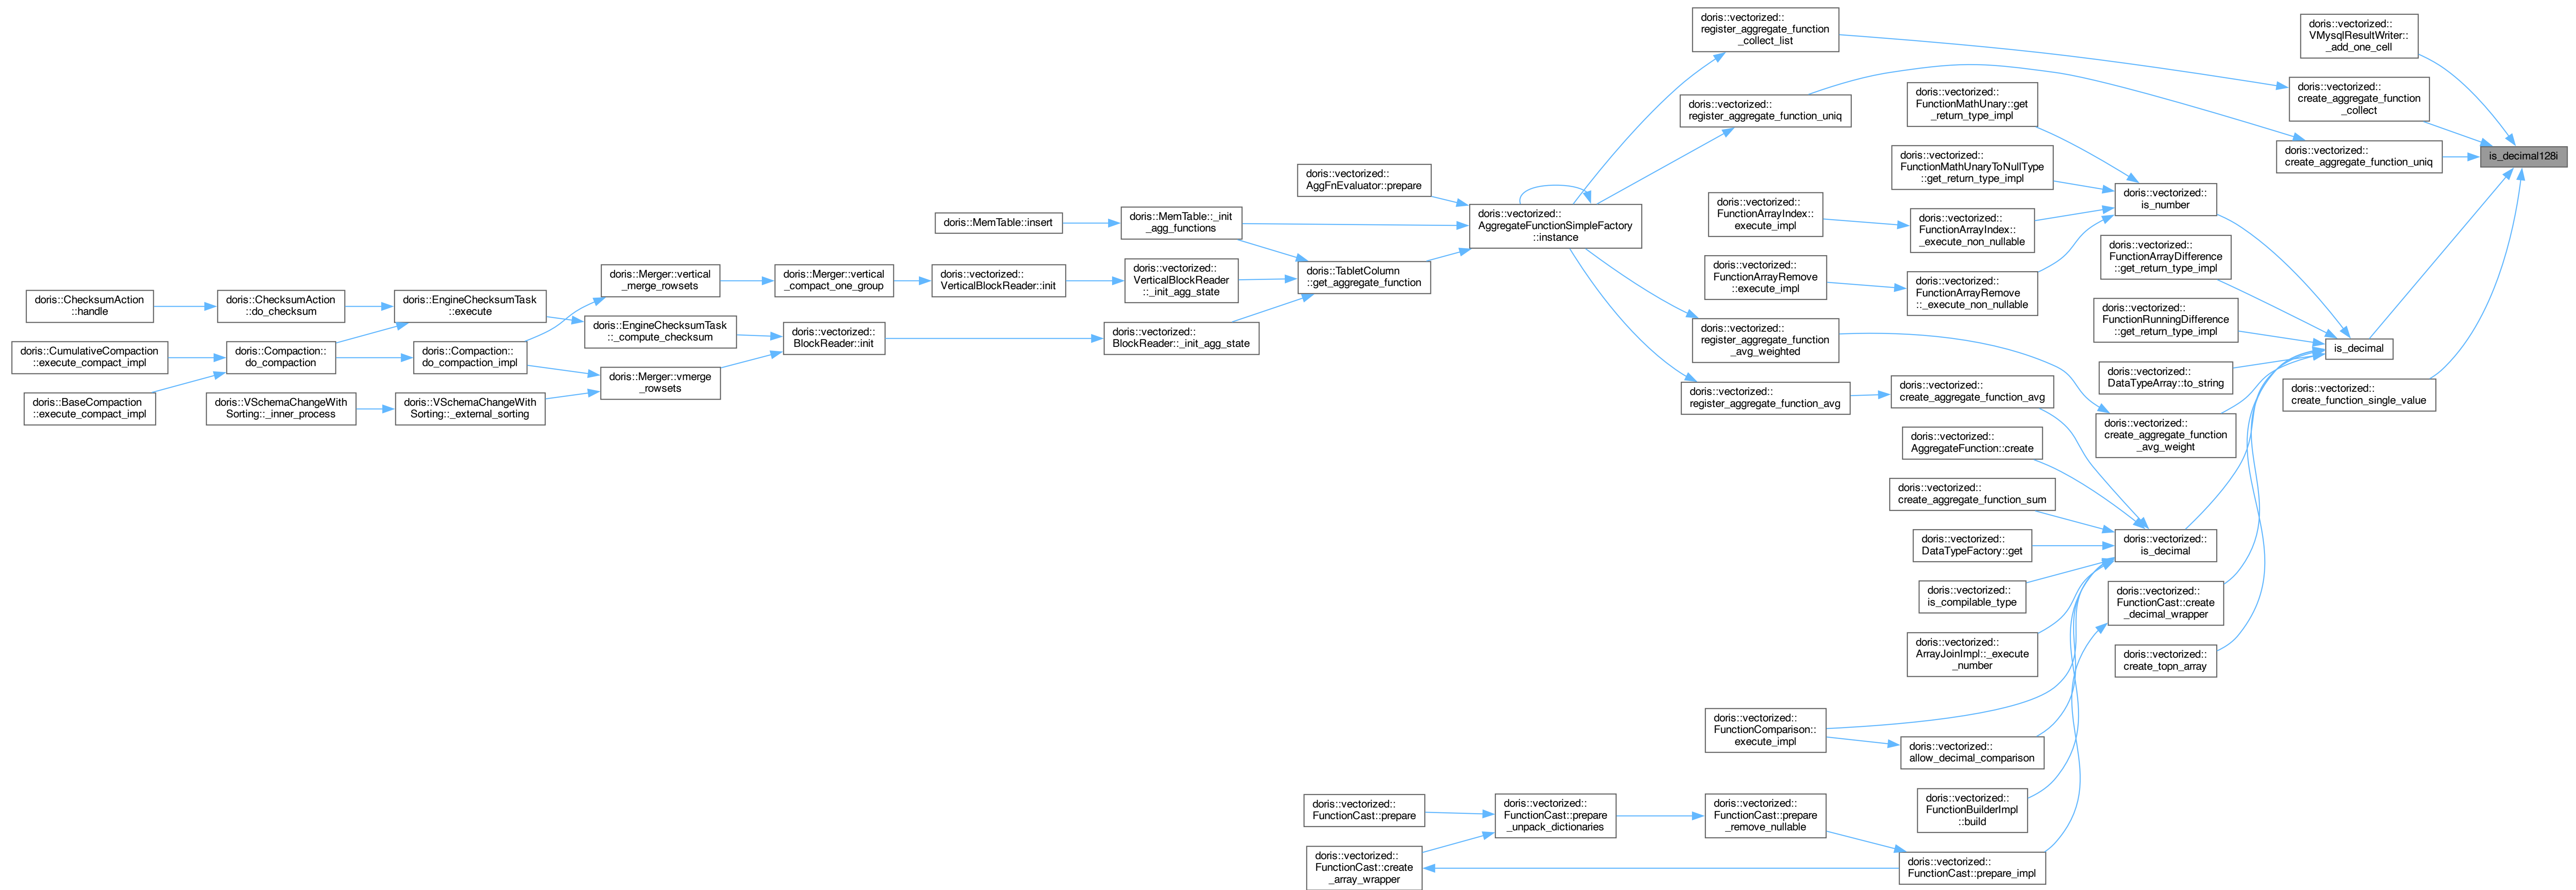 doris::vectorized::
register_aggregate_function
_collect_list
doris::vectorized::
VMysqlResultWriter::
_add_one_cell
doris::vectorized::
create_aggregate_function
_collect
doris::vectorized::
FunctionMathUnary::get
_return_type_impl
doris::vectorized::
register_aggregate_function_uniq
doris::vectorized::
create_aggregate_function_uniq
is_decimal128i
doris::vectorized::
FunctionMathUnaryToNullType
::get_return_type_impl
doris::vectorized::
AggFnEvaluator::prepare
doris::vectorized::
is_number
doris::vectorized::
FunctionArrayIndex::
execute_impl
doris::vectorized::
FunctionArrayIndex::
_execute_non_nullable
doris::MemTable::insert
doris::MemTable::_init
_agg_functions
doris::vectorized::
AggregateFunctionSimpleFactory
::instance
doris::vectorized::
FunctionArrayDifference
::get_return_type_impl
doris::vectorized::
FunctionArrayRemove
::execute_impl
doris::vectorized::
FunctionArrayRemove
::_execute_non_nullable
doris::Merger::vertical
_merge_rowsets
doris::Merger::vertical
_compact_one_group
doris::vectorized::
VerticalBlockReader::init
doris::vectorized::
VerticalBlockReader
::_init_agg_state
doris::TabletColumn
::get_aggregate_function
doris::ChecksumAction
::handle
doris::ChecksumAction
::do_checksum
doris::EngineChecksumTask
::execute
doris::EngineChecksumTask
::_compute_checksum
doris::vectorized::
BlockReader::init
doris::vectorized::
BlockReader::_init_agg_state
doris::vectorized::
register_aggregate_function
_avg_weighted
doris::vectorized::
FunctionRunningDifference
::get_return_type_impl
is_decimal
doris::CumulativeCompaction
::execute_compact_impl
doris::Compaction::
do_compaction
doris::Compaction::
do_compaction_impl
doris::Merger::vmerge
_rowsets
doris::vectorized::
DataTypeArray::to_string
doris::vectorized::
create_function_single_value
doris::BaseCompaction
::execute_compact_impl
doris::VSchemaChangeWith
Sorting::_inner_process
doris::VSchemaChangeWith
Sorting::_external_sorting
doris::vectorized::
register_aggregate_function_avg
doris::vectorized::
create_aggregate_function_avg
doris::vectorized::
create_aggregate_function
_avg_weight
doris::vectorized::
AggregateFunction::create
doris::vectorized::
create_aggregate_function_sum
doris::vectorized::
DataTypeFactory::get
doris::vectorized::
is_decimal
doris::vectorized::
is_compilable_type
doris::vectorized::
FunctionCast::create
_decimal_wrapper
doris::vectorized::
ArrayJoinImpl::_execute
_number
doris::vectorized::
create_topn_array
doris::vectorized::
FunctionComparison::
execute_impl
doris::vectorized::
allow_decimal_comparison
doris::vectorized::
FunctionBuilderImpl
::build
doris::vectorized::
FunctionCast::prepare
doris::vectorized::
FunctionCast::prepare
_unpack_dictionaries
doris::vectorized::
FunctionCast::prepare
_remove_nullable
doris::vectorized::
FunctionCast::create
_array_wrapper
doris::vectorized::
FunctionCast::prepare_impl